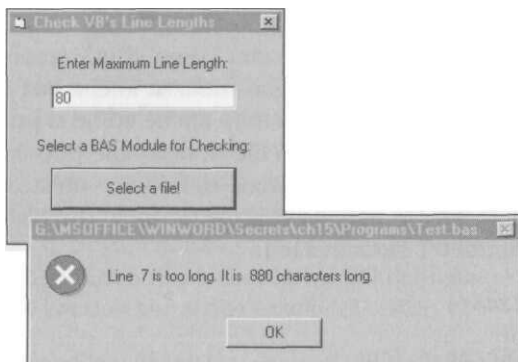 Check VB's Line Lengths
Enter Maximum Line Length:
80
Select a BAS Module for Checking:
Select a file!
G:\MSOFFICE\WINWORD\Secrets\ch15\Programs\Test.bas
Line 7 is too long. It is 880 characters long.
OK